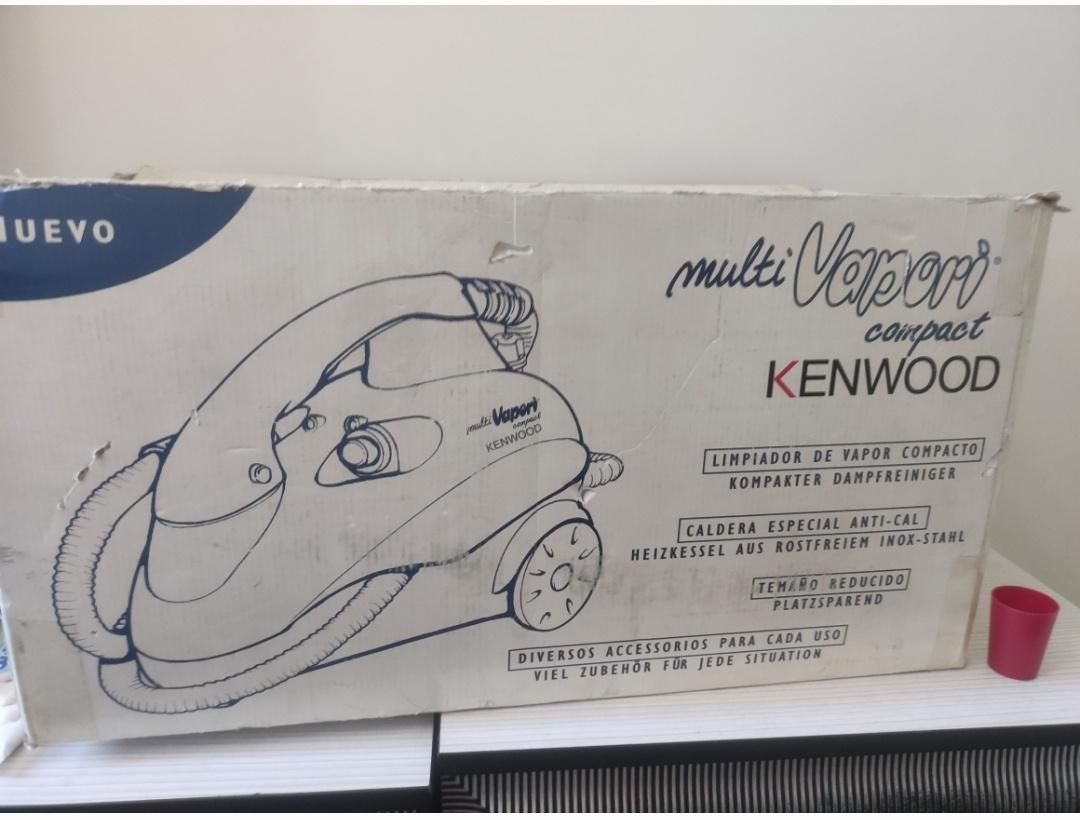 NUEVO
multi Vapori®
compact
KENWOOD
multi Vapori
compact
KENWOOD
LIMPIADOR DE VAPOR COMPACTO
KOMPAKTER DAMPFREINIGER
CALDERA ESPECIAL ANTI-CAL
HEIZKESSEL AUS ROSTFREIEM INOX-STAHL
TEMAÑO REDUCIDO
PLATZSPAREND
DIVERSOS ACCESSORIOS PARA CADA USO
VIEL ZUBEHÖR FÜR JEDE SITUATION